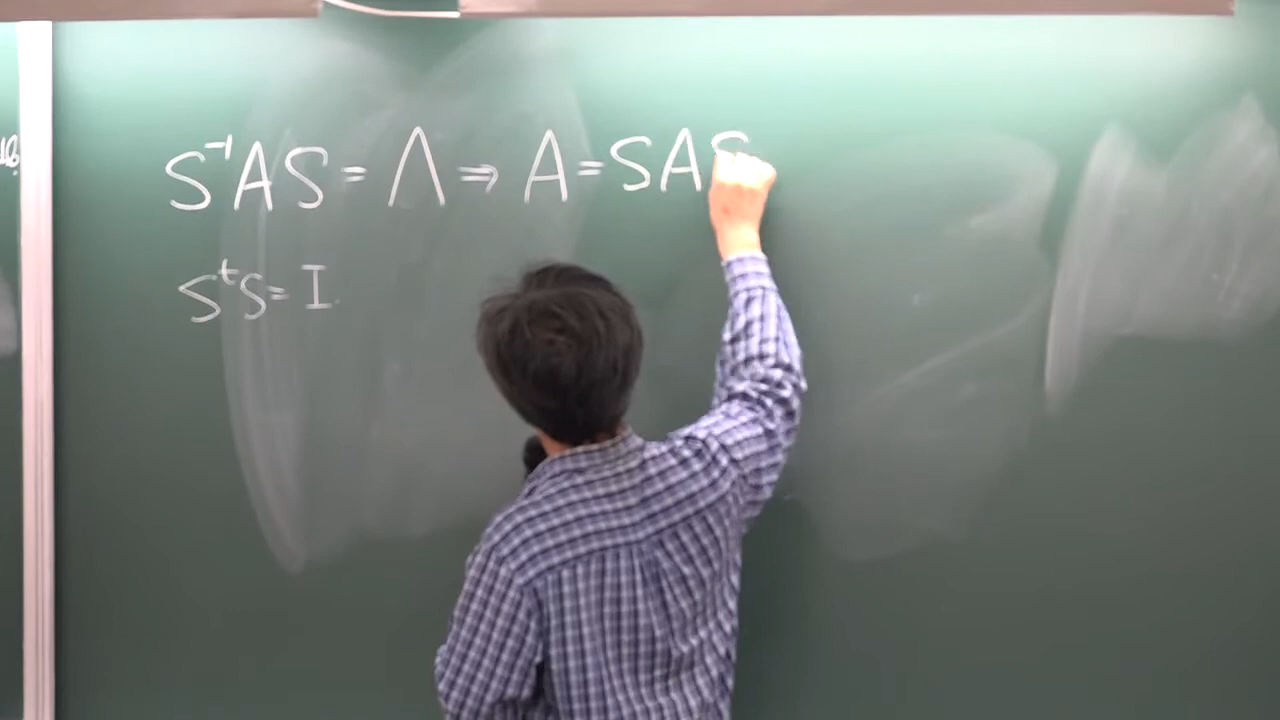 S⁻¹AS = Λ ⇒ A = SAS
SᵗS = I